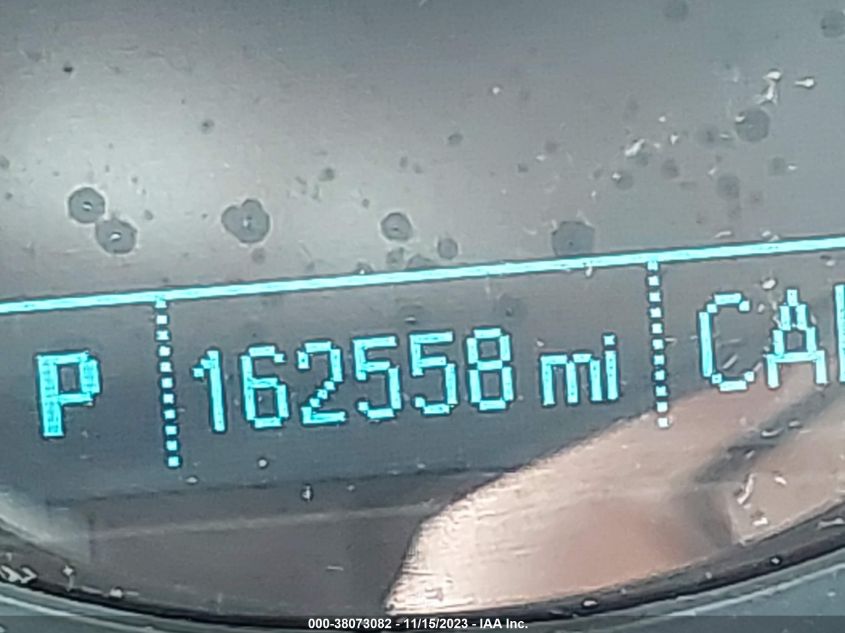 P 162558 mi
000-38073082 - 11/15/2023 - IAA Inc.